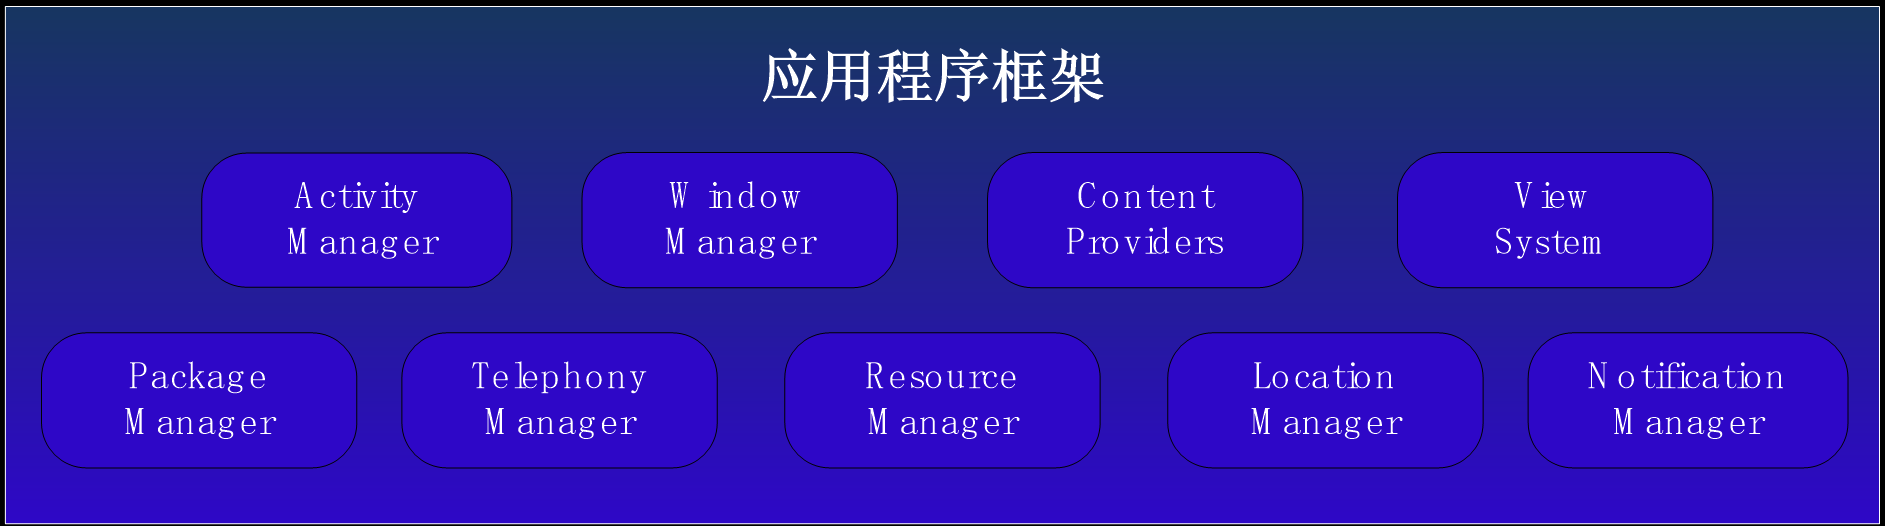 应用程序框架
Activity
Manager
Window
Manager
Content
Providers
View
System
Package
Manager
Telephony
Manager
Resource
Manager
Location
Manager
Notification
Manager